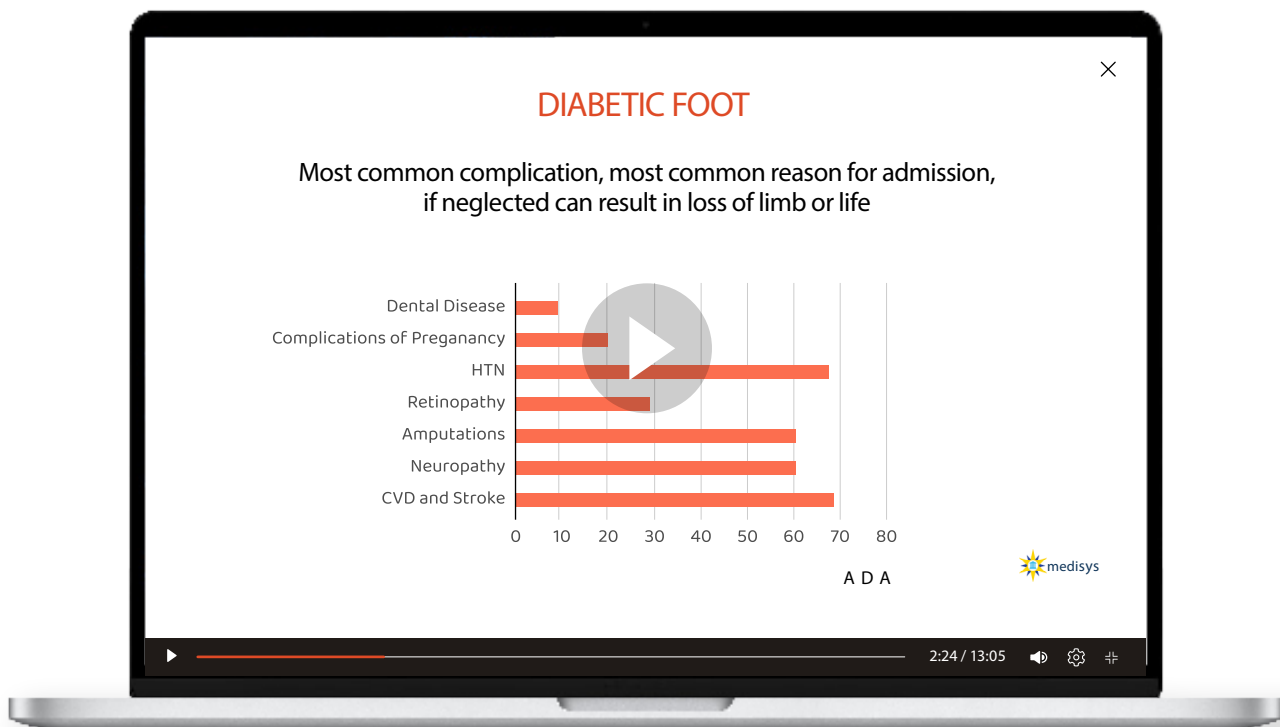 DIABETIC FOOT
Most common complication, most common reason for admission,
if neglected can result in loss of limb or life
Dental Disease
Complications of Preganancy
HTN
Retinopathy
Amputations
Neuropathy
CVD and Stroke
0 10 20 30 40 50 60 70 80
A D A
medisys
2:24 / 13:05